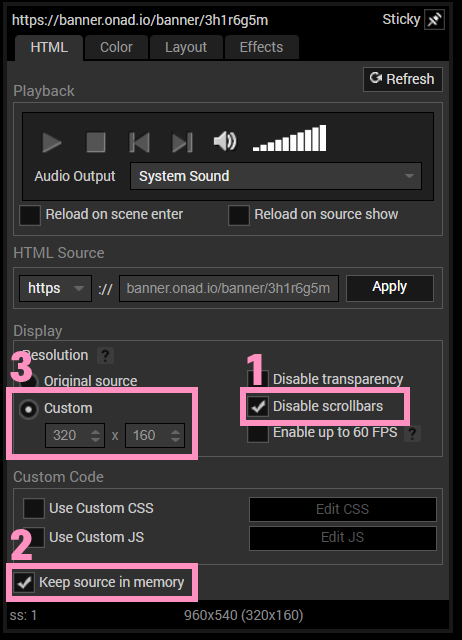 https://banner.onad.io/banner/3h1r6g5m Sticky
HTML Color Layout Effects
Refresh
Playback
Audio Output System Sound
Reload on scene enter Reload on source show
HTML Source
https :// banner.onad.io/banner/3h1r6g5m Apply
Display
Resolution ?
3 1
Original source Disable transparency
Custom Disable scrollbars
320 x 160 Enable up to 60 FPS ?
Custom Code
Use Custom CSS Edit CSS
Use Custom JS Edit JS
2
Keep source in memory
ss: 1 960x540 (320x160)